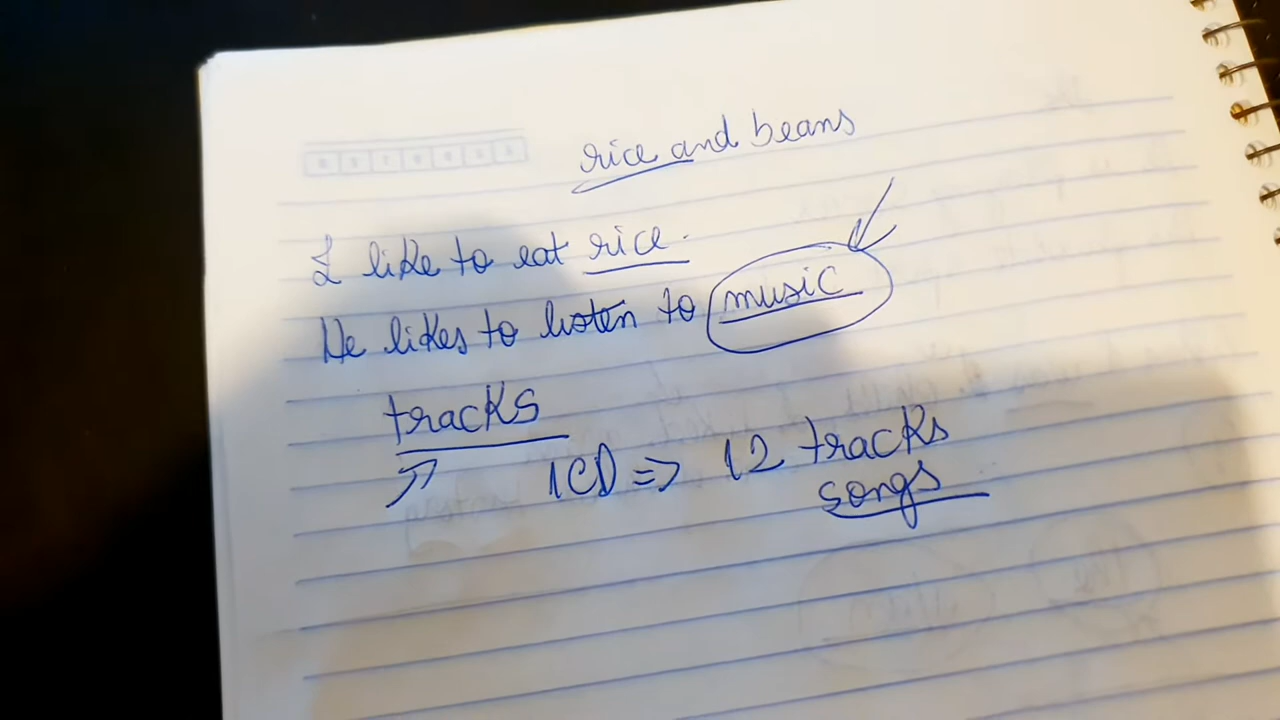 rice and beans
I like to eat rice.
He likes to listen to music
tracks
1CD => 12 tracks
songs